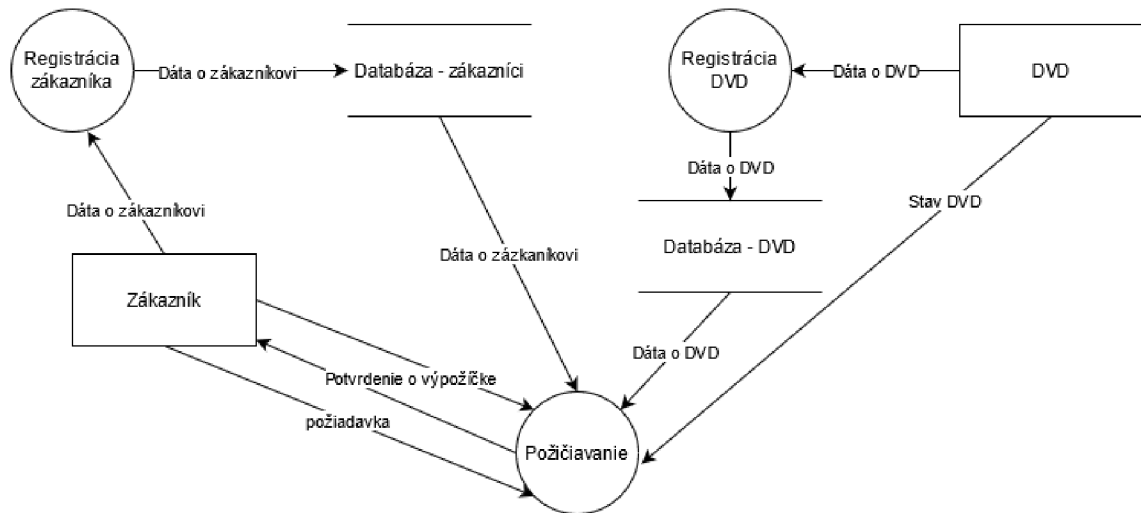 Registrácia
zákazníka
Dáta o zákazníkovi
Databáza - zákazníci
Registrácia
DVD
Dáta o DVD
DVD
Dáta o DVD
Dáta o zákazníkovi
Stav DVD
Dáta o zázkaníkovi
Databáza - DVD
Zákazník
Dáta o DVD
Potvrdenie o výpožíčke
požiadavka
Požičiavanie